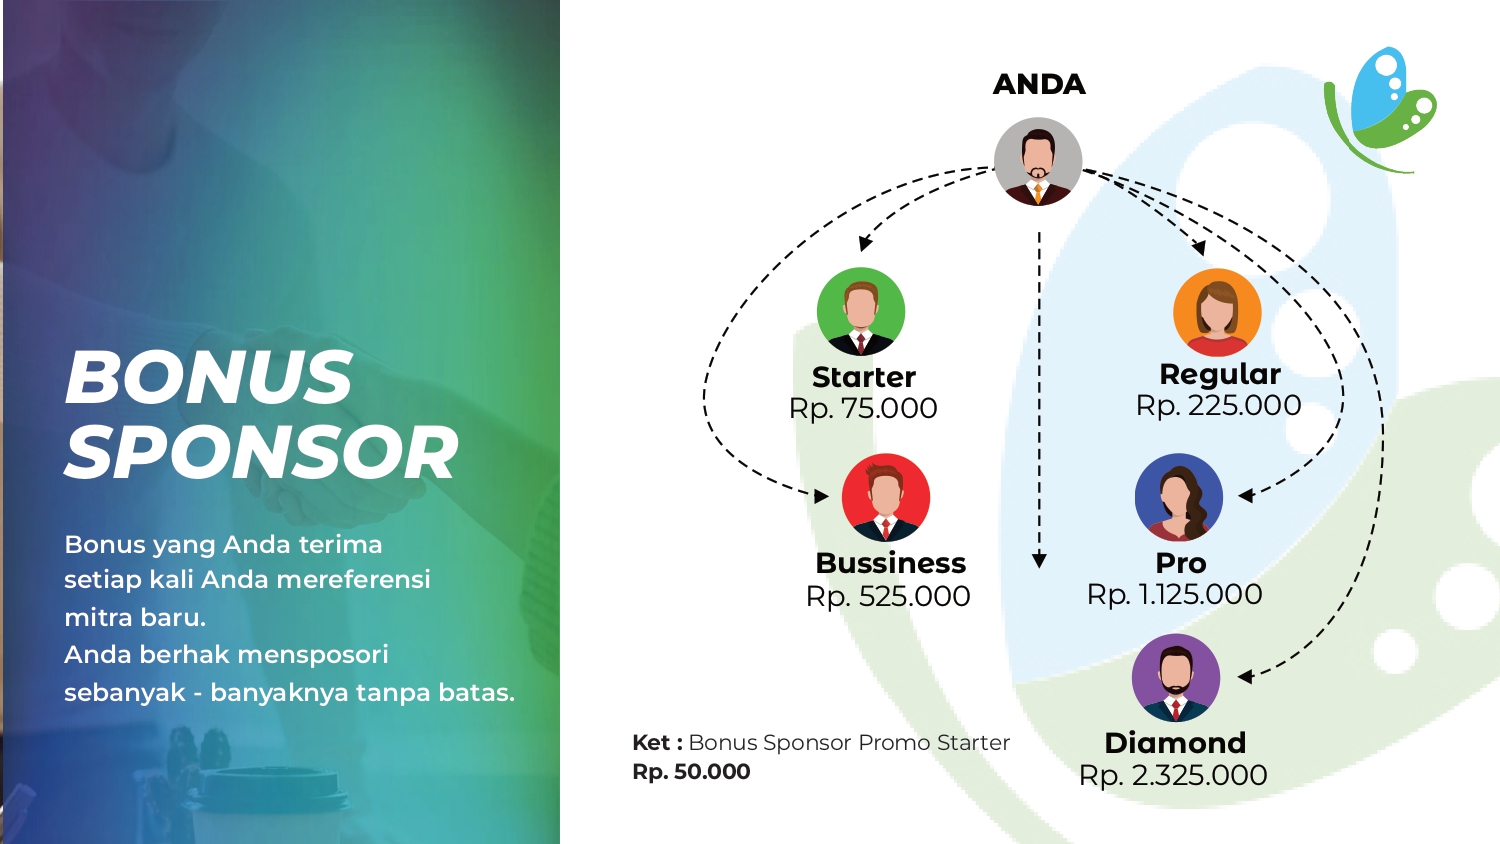 BONUS
SPONSOR
Bonus yang Anda terima
setiap kali Anda mereferensi
mitra baru.
Anda berhak mensposori
sebanyak - banyaknya tanpa batas.
ANDA
Starter
Rp. 75.000
Regular
Rp. 225.000
Bussiness
Rp. 525.000
Pro
Rp. 1.125.000
Diamond
Rp. 2.325.000
Ket : Bonus Sponsor Promo Starter
Rp. 50.000